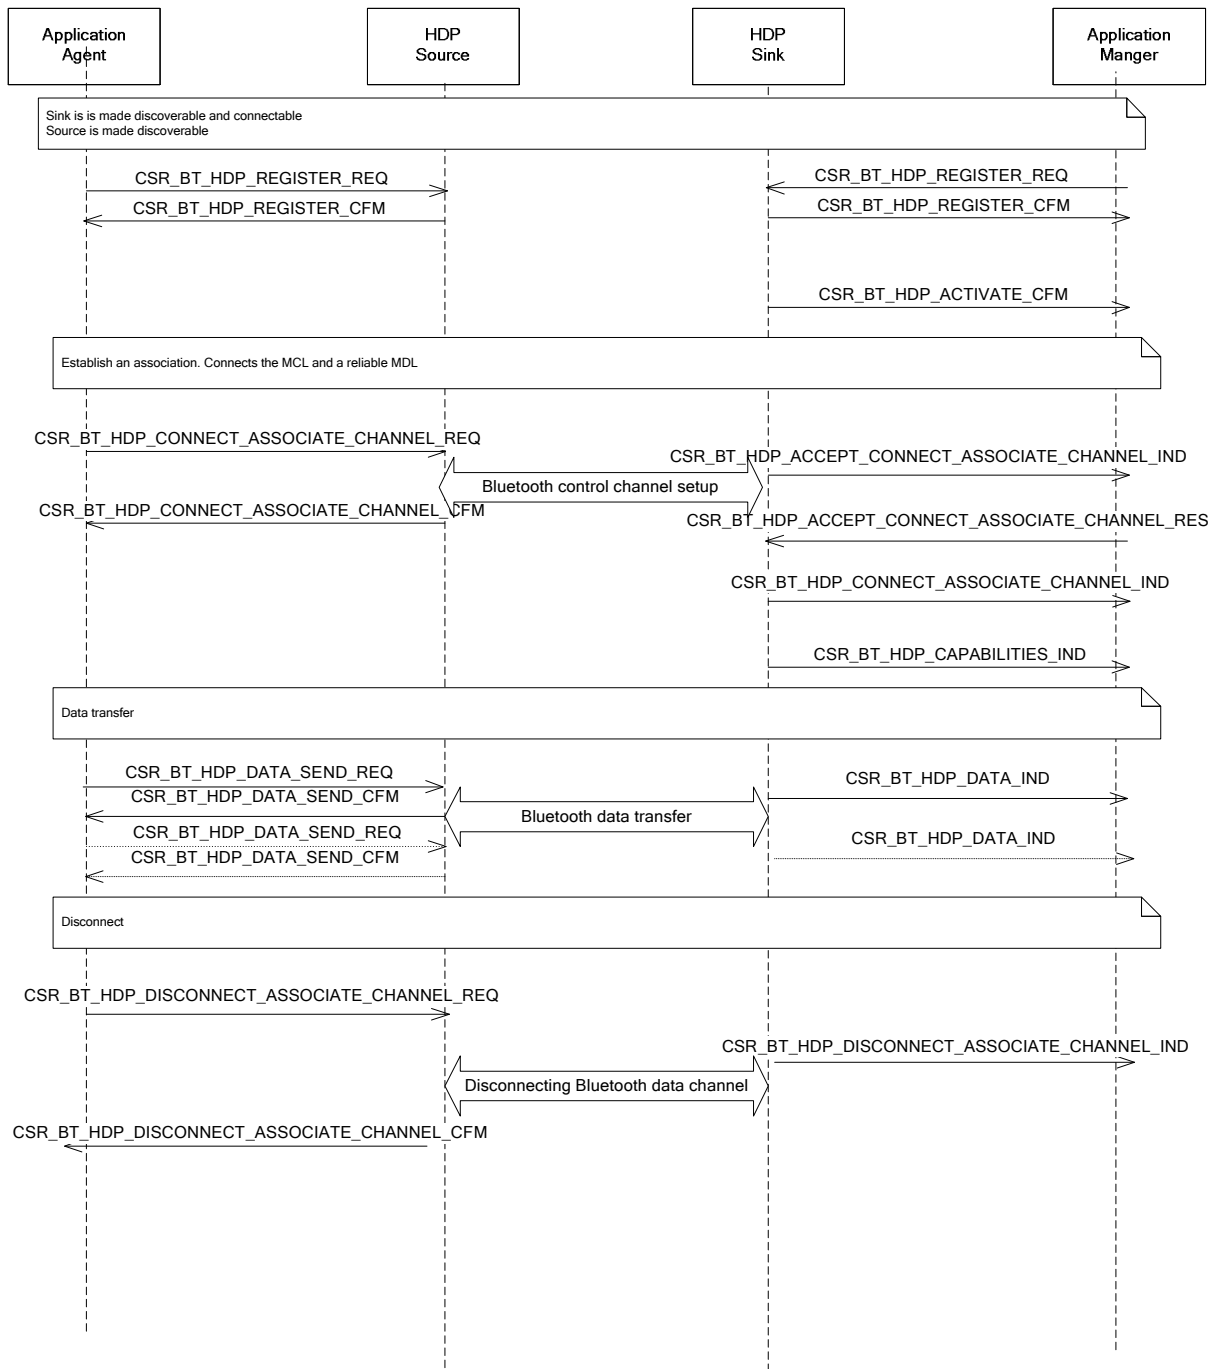 Application
Agent
HDP
Source
HDP
Sink
Application
Manger
Sink is is made discoverable and connectable
Source is made discoverable
CSR_BT_HDP_REGISTER_REQ
CSR_BT_HDP_REGISTER_REQ
CSR_BT_HDP_REGISTER_CFM
CSR_BT_HDP_REGISTER_CFM
CSR_BT_HDP_ACTIVATE_CFM
Establish an association. Connects the MCL and a reliable MDL
CSR_BT_HDP_CONNECT_ASSOCIATE_CHANNEL_REQ
CSR_BT_HDP_ACCEPT_CONNECT_ASSOCIATE_CHANNEL_IND
Bluetooth control channel setup
CSR_BT_HDP_CONNECT_ASSOCIATE_CHANNEL_CFM
CSR_BT_HDP_ACCEPT_CONNECT_ASSOCIATE_CHANNEL_RES
CSR_BT_HDP_CONNECT_ASSOCIATE_CHANNEL_IND
CSR_BT_HDP_CAPABILITIES_IND
Data transfer
CSR_BT_HDP_DATA_SEND_REQ
CSR_BT_HDP_DATA_IND
CSR_BT_HDP_DATA_SEND_CFM
Bluetooth data transfer
CSR_BT_HDP_DATA_SEND_REQ
CSR_BT_HDP_DATA_IND
CSR_BT_HDP_DATA_SEND_CFM
Disconnect
CSR_BT_HDP_DISCONNECT_ASSOCIATE_CHANNEL_REQ
CSR_BT_HDP_DISCONNECT_ASSOCIATE_CHANNEL_IND
Disconnecting Bluetooth data channel
CSR_BT_HDP_DISCONNECT_ASSOCIATE_CHANNEL_CFM